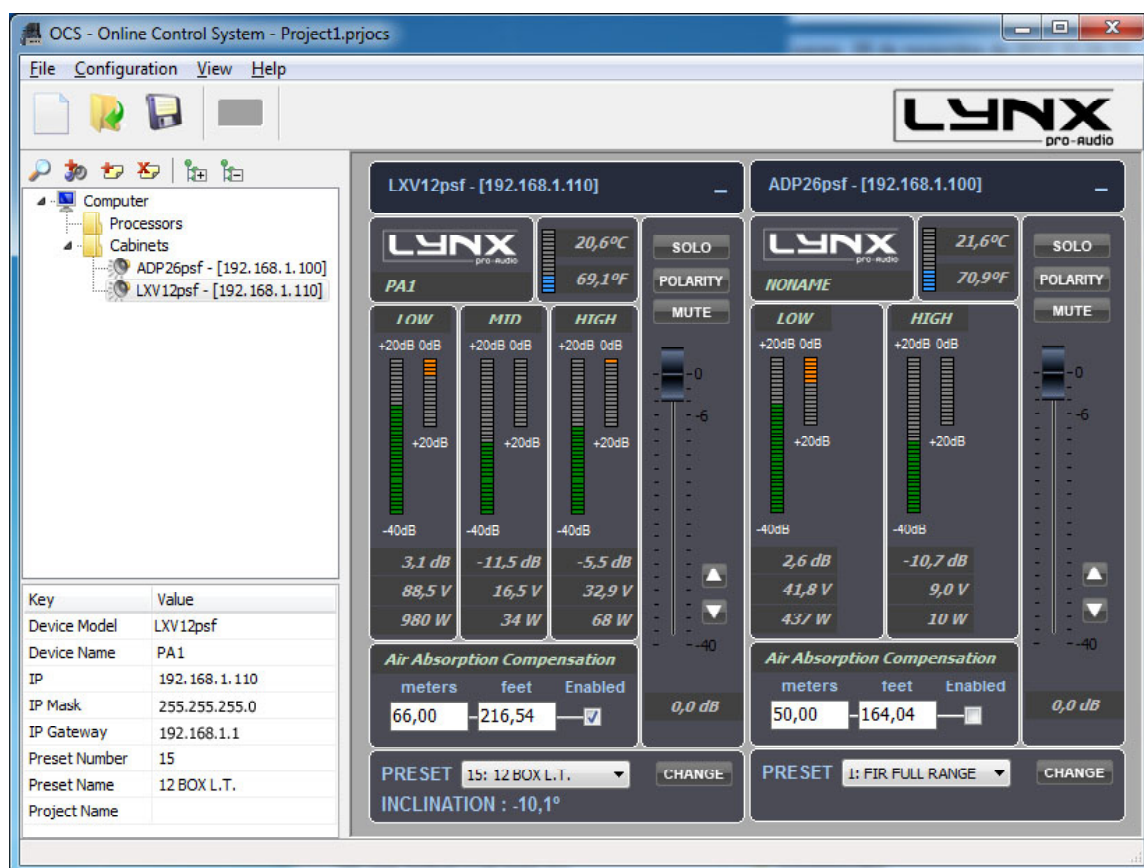 OCS - Online Control System - Project1.prjocs
File Configuration View Help
LYNX
pro-audio
Computer
Processors
Cabinets
ADP26psf - [192.168.1.100]
LXV12psf - [192.168.1.110]
Key Value
Device Model LXV12psf
Device Name PA1
IP 192.168.1.110
IP Mask 255.255.255.0
IP Gateway 192.168.1.1
Preset Number 15
Preset Name 12 BOX L.T.
Project Name
LXV12psf - [192.168.1.110]
LYNX
pro-audio
20,6ºC
PA1
69,1ºF
SOLO
POLARITY
MUTE
LOW MID HIGH
+20dB 0dB +20dB 0dB +20dB 0dB
+20dB +20dB +20dB
-40dB -40dB -40dB
3,1 dB -11,5 dB -5,5 dB
88,5 V 16,5 V 32,9 V
980 W 34 W 68 W
-0
-6
-40
0,0 dB
Air Absorption Compensation
meters feet Enabled
66,00 216,54
PRESET 15: 12 BOX L.T. CHANGE
INCLINATION : -10,1º
ADP26psf - [192.168.1.100]
LYNX
pro-audio
21,6ºC
NONAME
70,9ºF
SOLO
POLARITY
MUTE
LOW HIGH
+20dB 0dB +20dB 0dB
+20dB +20dB
-40dB -40dB
2,6 dB -10,7 dB
41,8 V 9,0 V
437 W 10 W
-0
-6
-40
0,0 dB
Air Absorption Compensation
meters feet Enabled
50,00 164,04
PRESET 1: FIR FULL RANGE CHANGE